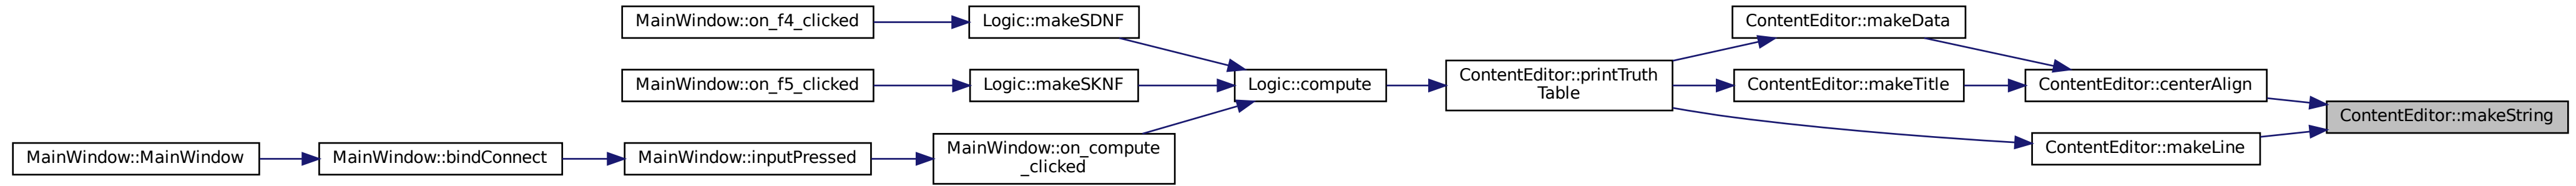 MainWindow::on_f4_clicked
Logic::makeSDNF
ContentEditor::makeData
MainWindow::on_f5_clicked
Logic::makeSKNF
Logic::compute
ContentEditor::printTruth
Table
ContentEditor::makeTitle
ContentEditor::centerAlign
ContentEditor::makeString
MainWindow::MainWindow
MainWindow::bindConnect
MainWindow::inputPressed
MainWindow::on_compute
_clicked
ContentEditor::makeLine